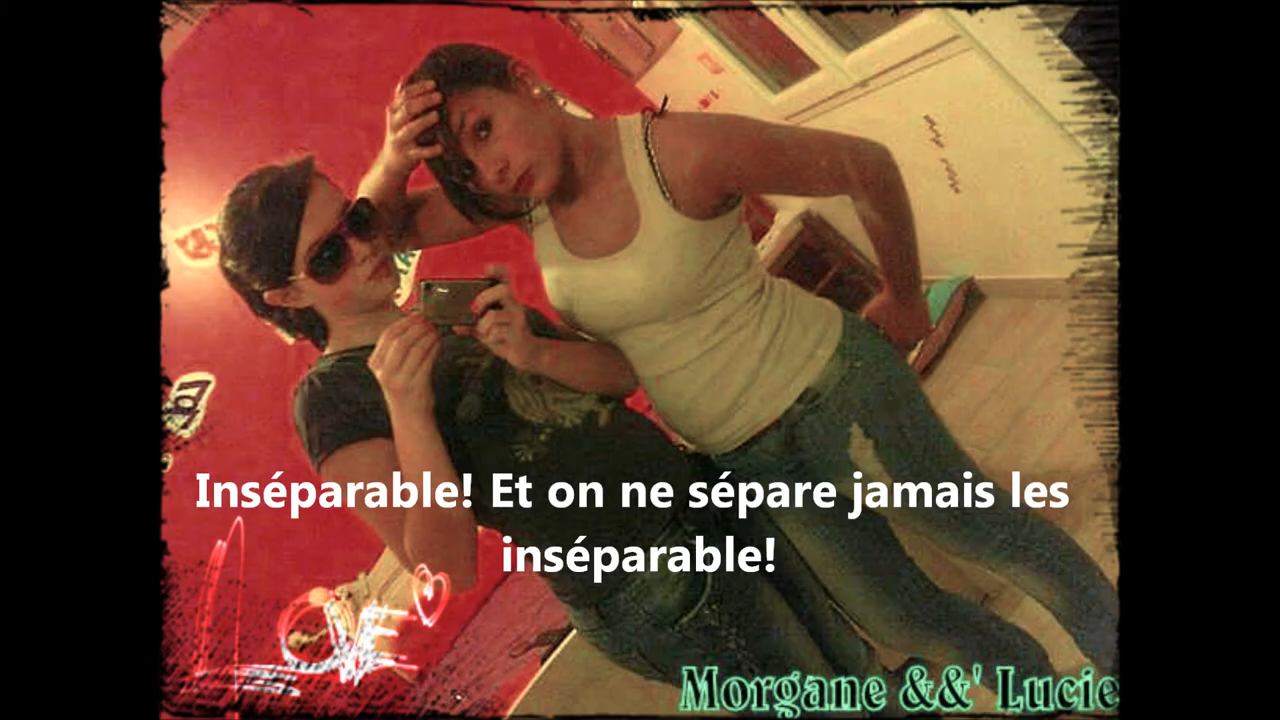 Inséparable! Et on ne sépare jamais les
inséparable!
LOVE
Morgane &&' Lucie